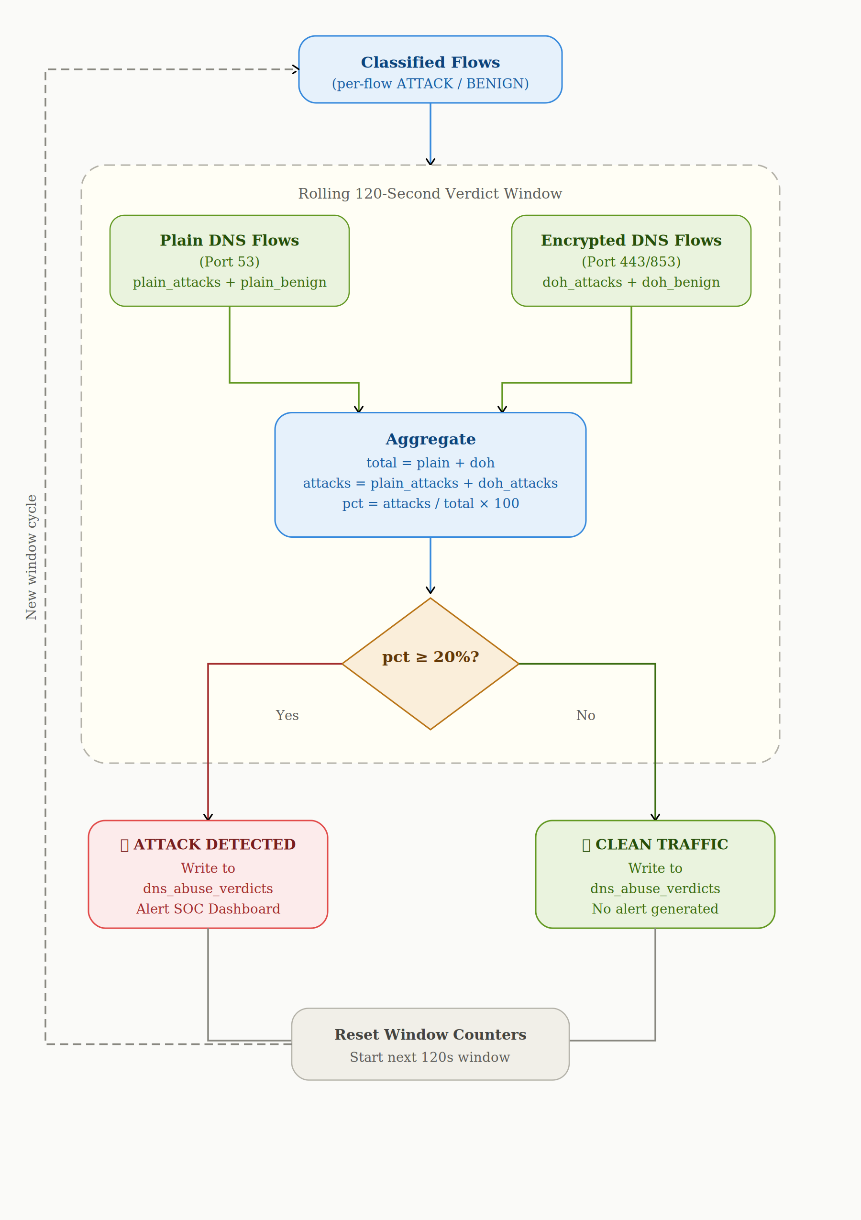 Classified Flows
(per-flow ATTACK / BENIGN)
Rolling 120-Second Verdict Window
Plain DNS Flows
(Port 53)
plain_attacks + plain_benign
Encrypted DNS Flows
(Port 443/853)
doh_attacks + doh_benign
Aggregate
total = plain + doh
attacks = plain_attacks + doh_attacks
pct = attacks / total × 100
New window cycle
pct ≥ 20%?
Yes
No
ATTACK DETECTED
Write to
dns_abuse_verdicts
Alert SOC Dashboard
CLEAN TRAFFIC
Write to
dns_abuse_verdicts
No alert generated
Reset Window Counters
Start next 120s window